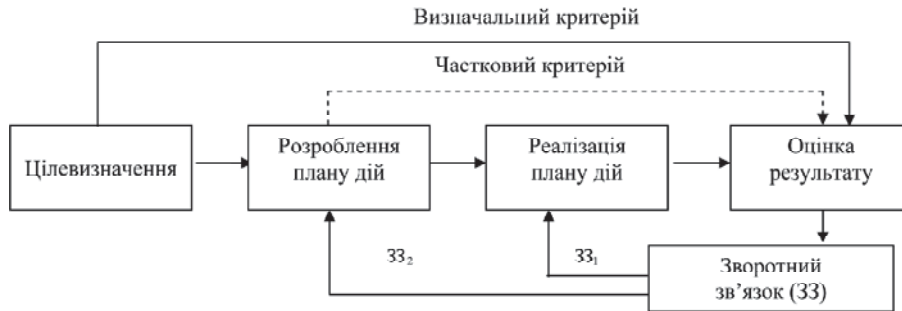 Визначальний критерій
Частковий критерій
Цілевизначення
Розроблення
плану дій
Реалізація
плану дій
Оцінка
результату
ЗЗ₂
ЗЗ₁
Зворотний
зв’язок (ЗЗ)